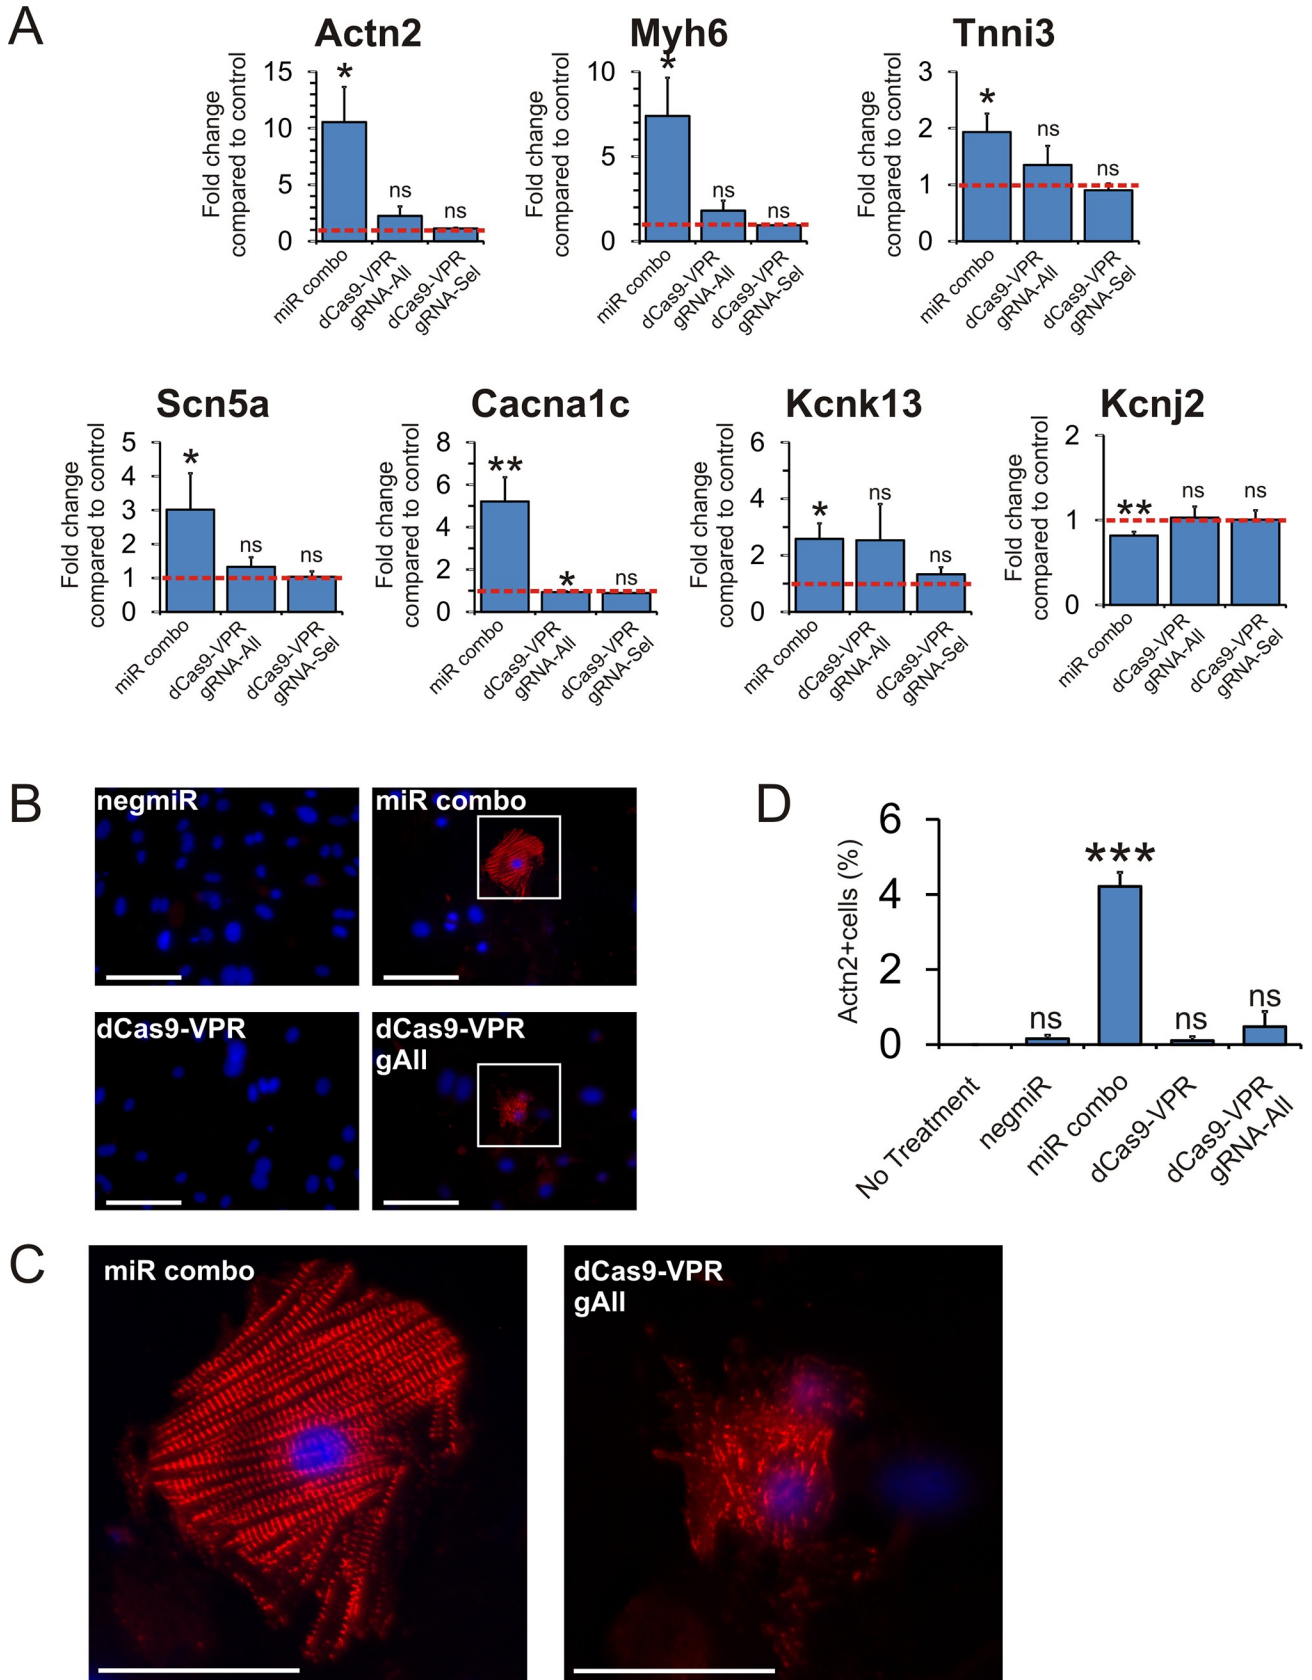 A
Actn2
Fold change
compared to control
15
10
5
0
*
ns
ns
miR combo
dCas9-VPR
gRNA-All
dCas9-VPR
gRNA-Sel
Myh6
Fold change
compared to control
10
5
0
*
ns
ns
miR combo
dCas9-VPR
gRNA-All
dCas9-VPR
gRNA-Sel
Tnni3
Fold change
compared to control
3
2
1
0
*
ns
ns
miR combo
dCas9-VPR
gRNA-All
dCas9-VPR
gRNA-Sel
Scn5a
Fold change
compared to control
5
4
3
2
1
0
*
ns
ns
miR combo
dCas9-VPR
gRNA-All
dCas9-VPR
gRNA-Sel
Cacna1c
Fold change
compared to control
8
6
4
2
0
**
*
ns
miR combo
dCas9-VPR
gRNA-All
dCas9-VPR
gRNA-Sel
Kcnk13
Fold change
compared to control
6
4
2
0
*
ns
ns
miR combo
dCas9-VPR
gRNA-All
dCas9-VPR
gRNA-Sel
Kcnj2
Fold change
compared to control
2
1
0
**
ns
ns
miR combo
dCas9-VPR
gRNA-All
dCas9-VPR
gRNA-Sel
B
negmiR
miR combo
dCas9-VPR
dCas9-VPR
gAll
D
Actn2+cells (%)
6
4
2
0
ns
***
ns
ns
No Treatment
negmiR
miR combo
dCas9-VPR
dCas9-VPR
gRNA-All
C
miR combo
dCas9-VPR
gAll